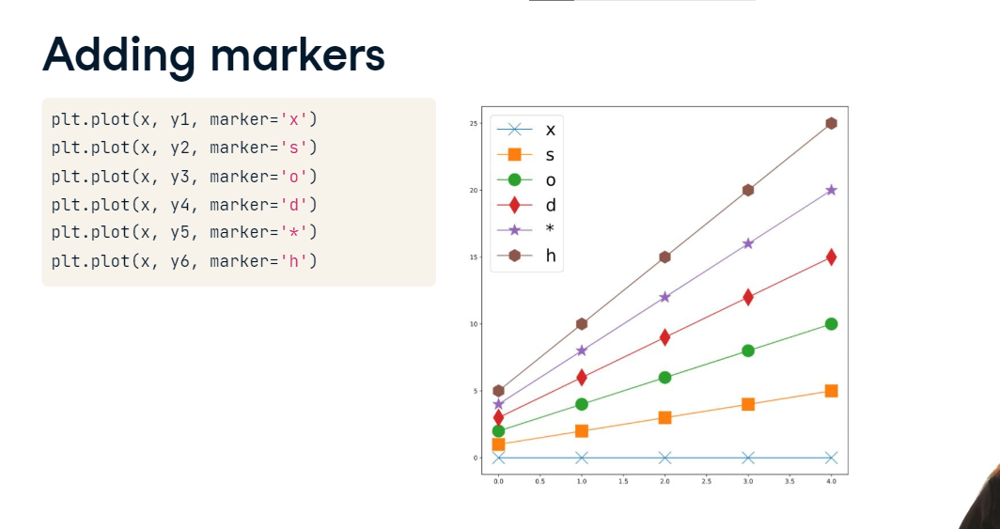 Adding markers
plt.plot(x, y1, marker='x')
plt.plot(x, y2, marker='s')
plt.plot(x, y3, marker='o')
plt.plot(x, y4, marker='d')
plt.plot(x, y5, marker='*')
plt.plot(x, y6, marker='h')
x
s
o
d
*
h
25
20
15
10
5
0
0.0 0.5 1.0 1.5 2.0 2.5 3.0 3.5 4.0